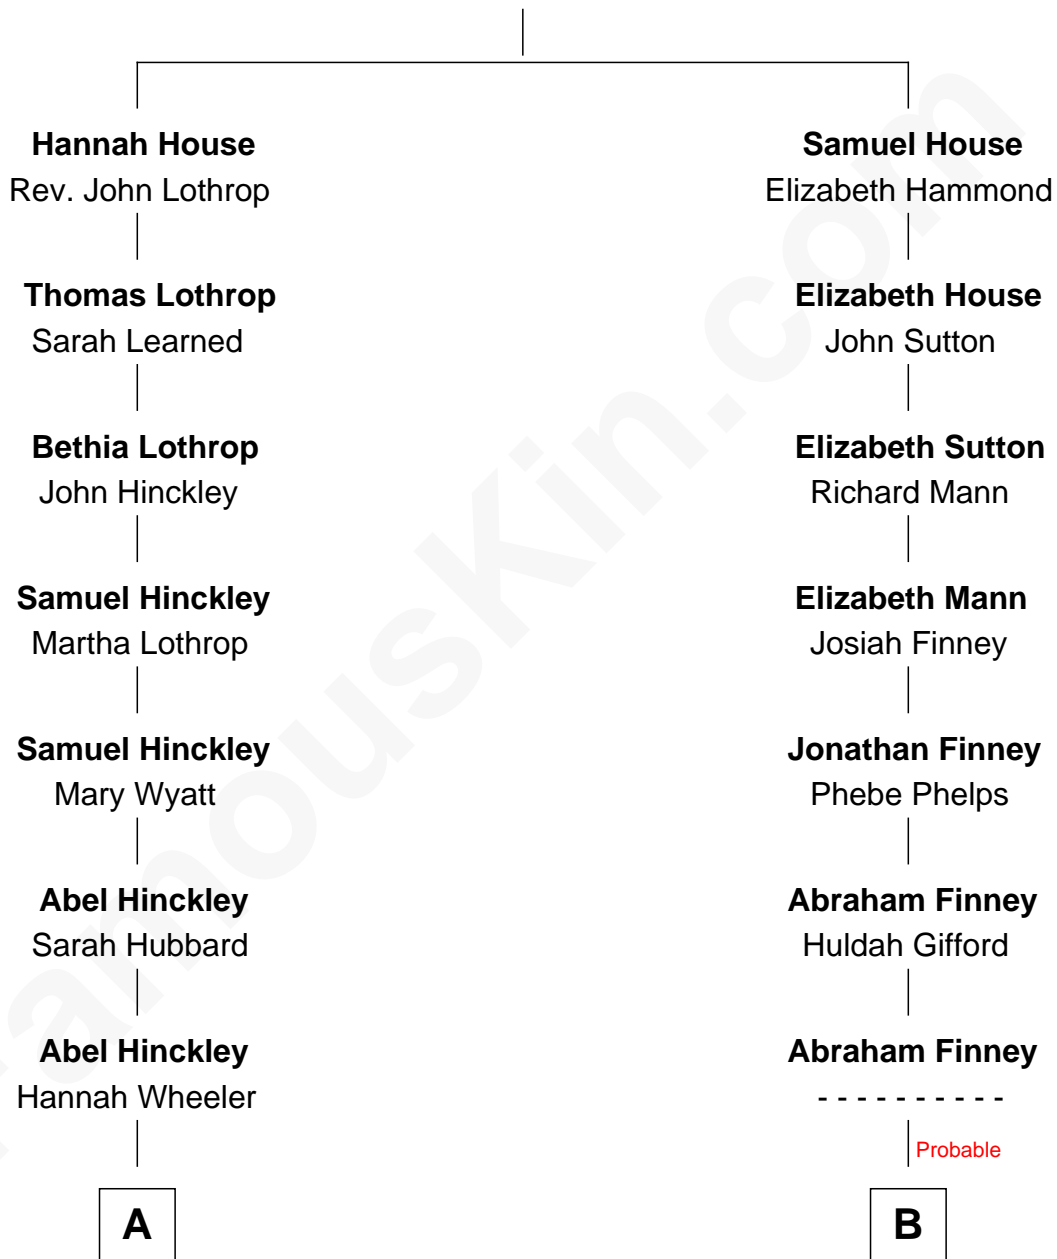 Hannah House
Rev. John Lothrop
Thomas Lothrop
Sarah Learned
Bethia Lothrop
John Hinckley
Samuel Hinckley
Martha Lothrop
Samuel Hinckley
Mary Wyatt
Abel Hinckley
Sarah Hubbard
Abel Hinckley
Hannah Wheeler
A
Samuel House
Elizabeth Hammond
Elizabeth House
John Sutton
Elizabeth Sutton
Richard Mann
Elizabeth Mann
Josiah Finney
Jonathan Finney
Phebe Phelps
Abraham Finney
Huldah Gifford
Abraham Finney
- - - - - - - - - -
Probable
B
FamousKin.com